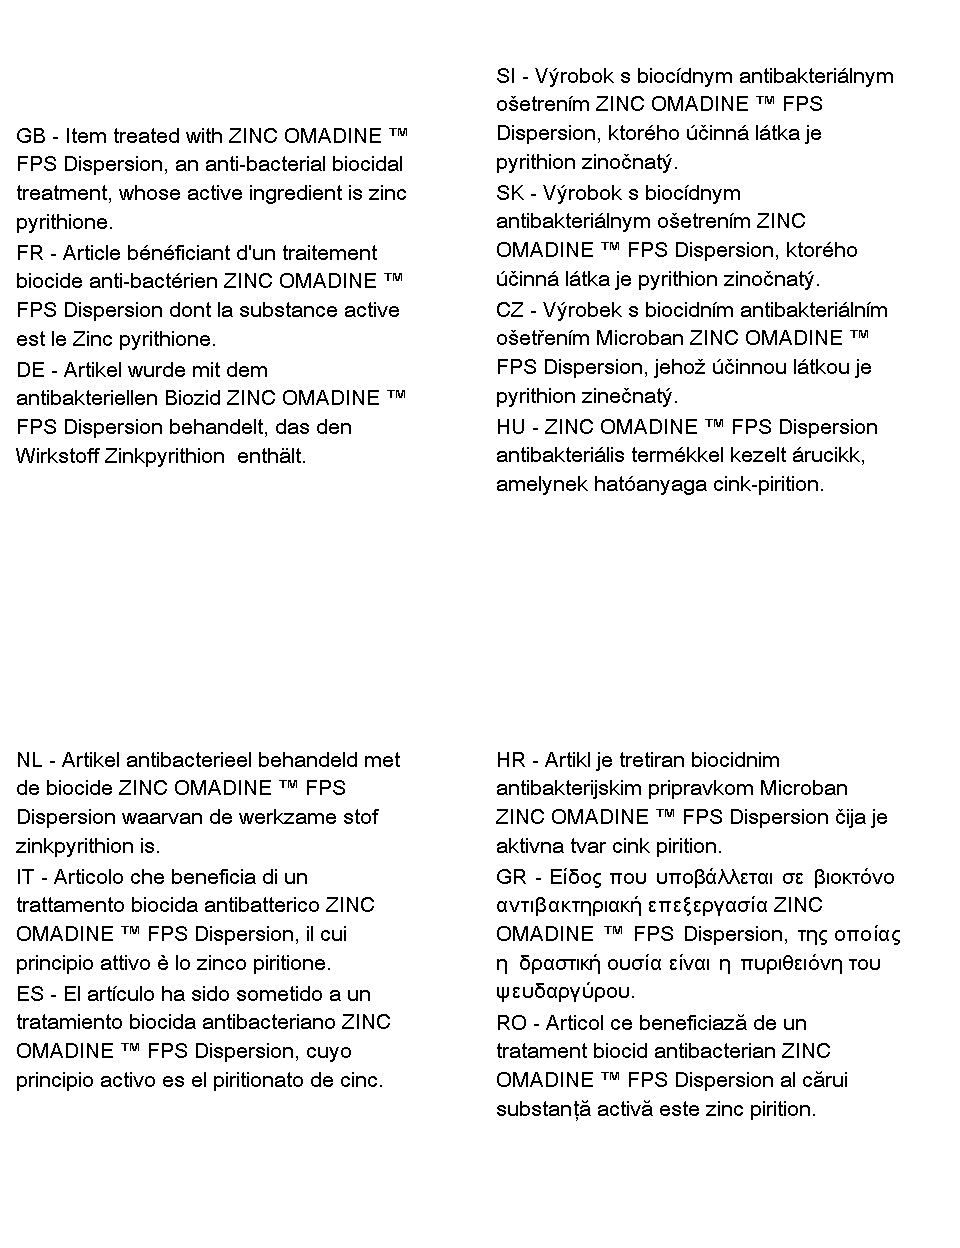 GB - Item treated with ZINC OMADINE ™
FPS Dispersion, an anti-bacterial biocidal
treatment, whose active ingredient is zinc
pyrithione.
FR - Article bénéficiant d'un traitement
biocide anti-bactérien ZINC OMADINE ™
FPS Dispersion dont la substance active
est le Zinc pyrithione.
DE - Artikel wurde mit dem
antibakteriellen Biozid ZINC OMADINE ™
FPS Dispersion behandelt, das den
Wirkstoff Zinkpyrithion  enthält.
NL - Artikel antibacterieel behandeld met
de biocide ZINC OMADINE ™ FPS
Dispersion waarvan de werkzame stof
zinkpyrithion is.
IT - Articolo che beneficia di un
trattamento biocida antibatterico ZINC
OMADINE ™ FPS Dispersion, il cui
principio attivo è lo zinco piritione.
ES - El artículo ha sido sometido a un
tratamiento biocida antibacteriano ZINC
OMADINE ™ FPS Dispersion, cuyo
principio activo es el piritionato de cinc.
SI - Výrobok s biocídnym antibakteriálnym
ošetrením ZINC OMADINE ™ FPS
Dispersion, ktorého účinná látka je
pyrithion zinočnatý.
SK - Výrobok s biocídnym
antibakteriálnym ošetrením ZINC
OMADINE ™ FPS Dispersion, ktorého
účinná látka je pyrithion zinočnatý.
CZ - Výrobek s biocidním antibakteriálním
ošetřením Microban ZINC OMADINE ™
FPS Dispersion, jehož účinnou látkou je
pyrithion zinečnatý.
HU - ZINC OMADINE ™ FPS Dispersion
antibakteriális termékkel kezelt árucikk,
amelynek hatóanyaga cink-pirition.
HR - Artikl je tretiran biocidnim
antibakterijskim pripravkom Microban
ZINC OMADINE ™ FPS Dispersion čija je
aktivna tvar cink pirition.
GR - Είδος που υποβάλλεται σε βιοκτόνο
αντιβακτηριακή επεξεργασία ZINC
OMADINE ™ FPS Dispersion, της οποίας
η δραστική ουσία είναι η πυριθειόνη του
ψευδαργύρου.
RO - Articol ce beneficiază de un
tratament biocid antibacterian ZINC
OMADINE ™ FPS Dispersion al cărui
substanță activă este zinc pirition.